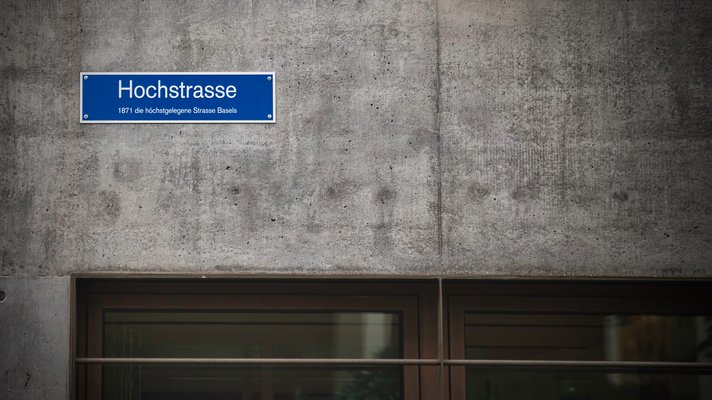 Hochstrasse
1871 die höchstgelegene Strasse Basels